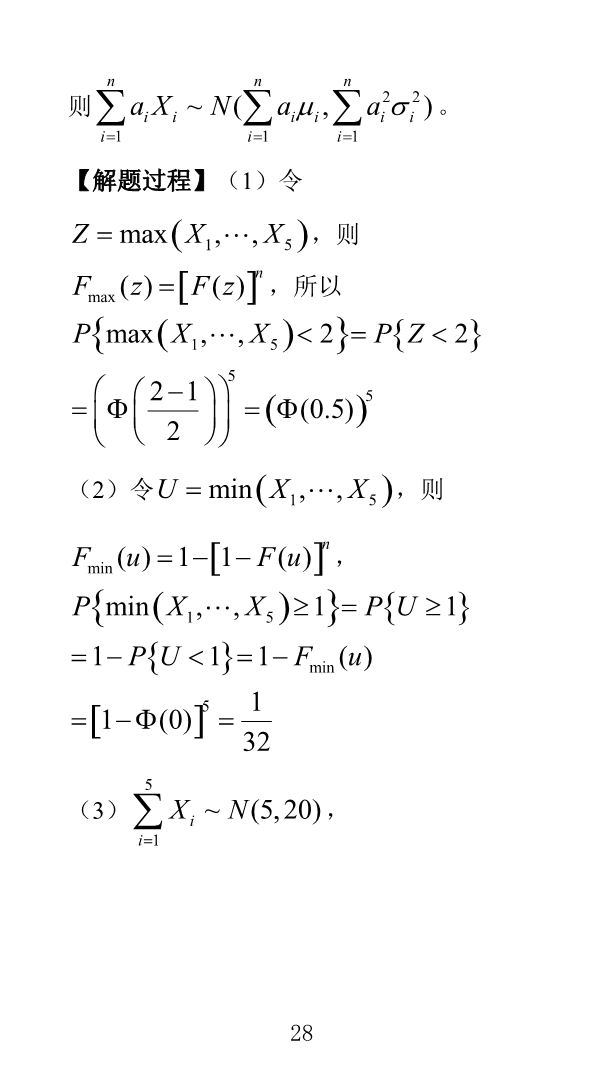 则$\sum_{i=1}^{n} a_i X_i \sim N(\sum_{i=1}^{n} a_i \mu_i, \sum_{i=1}^{n} a_i^2 \sigma_i^2)$。
【解题过程】（1）令
$Z = \max(X_1, \cdots, X_5)$，则
$F_{\max}(z) = [F(z)]^n$，所以
$P\{\max(X_1, \cdots, X_5) < 2\} = P\{Z < 2\}$
$= \left(\Phi\left(\frac{2-1}{2}\right)\right)^5 = (\Phi(0.5))^5$
（2）令$U = \min(X_1, \cdots, X_5)$，则
$F_{\min}(u) = 1 - [1 - F(u)]^n$，
$P\{\min(X_1, \cdots, X_5) \geq 1\} = P\{U \geq 1\}$
$= 1 - P\{U < 1\} = 1 - F_{\min}(u)$
$= [1 - \Phi(0)]^5 = \frac{1}{32}$
（3）$\sum_{i=1}^{5} X_i \sim N(5, 20)$，
28